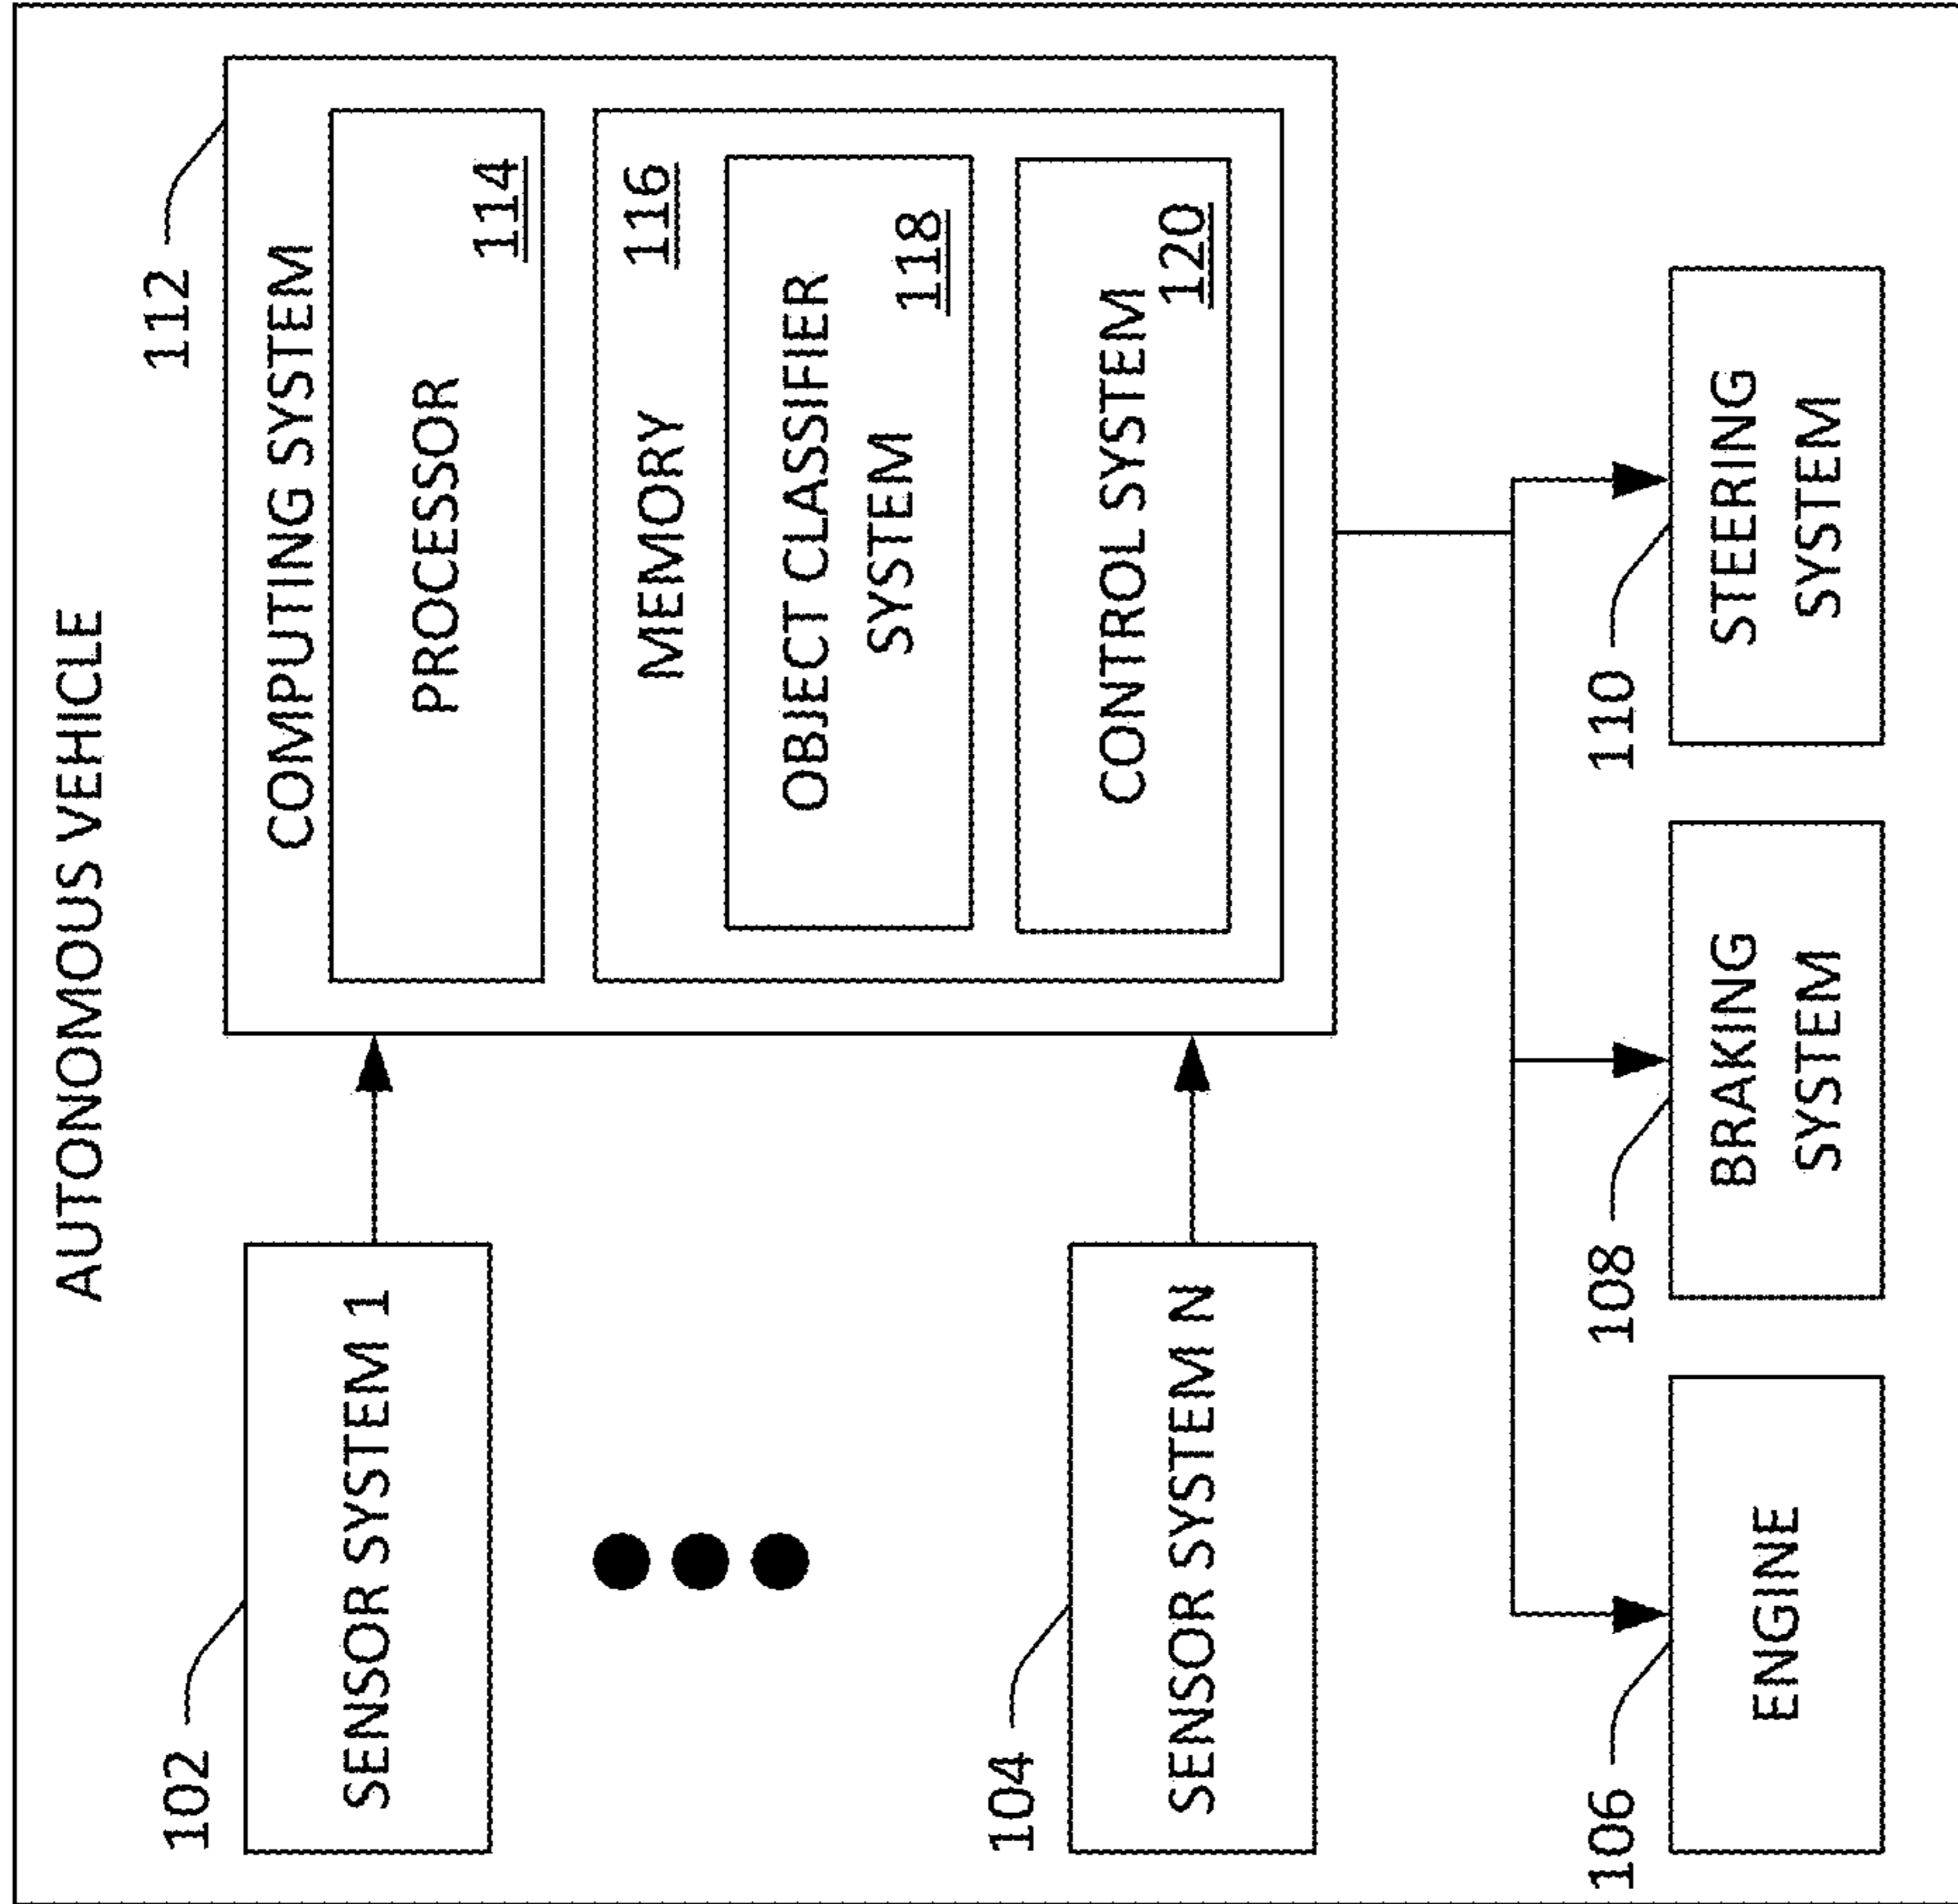 AUTONOMOUS VEHICLE
112
COMPUTING SYSTEM
102
SENSOR SYSTEM 1
PROCESSOR
114
MEMORY
116
OBJECT CLASSIFIER
SYSTEM
118
104
SENSOR SYSTEM N
CONTROL SYSTEM
120
106
ENGINE
108
BRAKING
SYSTEM
110
STEERING
SYSTEM